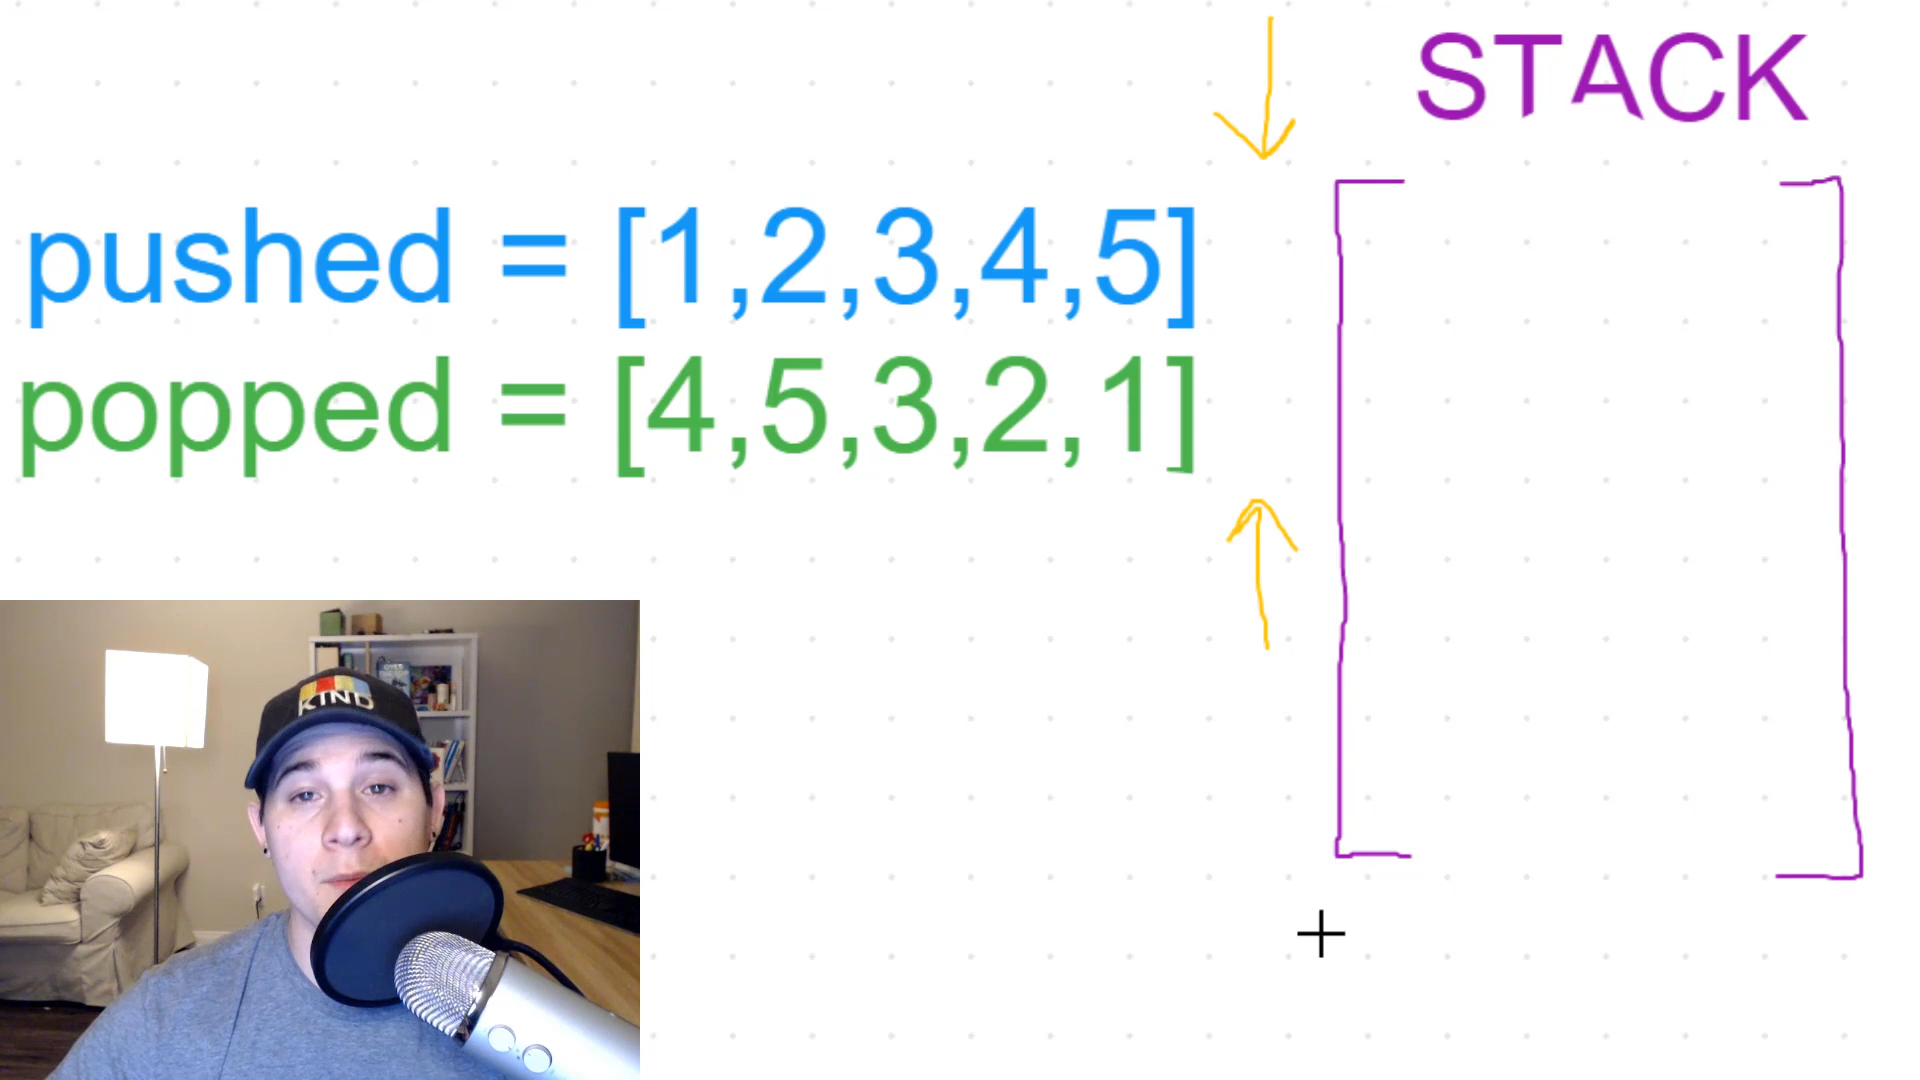 STACK
pushed = [1,2,3,4,5]
popped = [4,5,3,2,1]
KIND